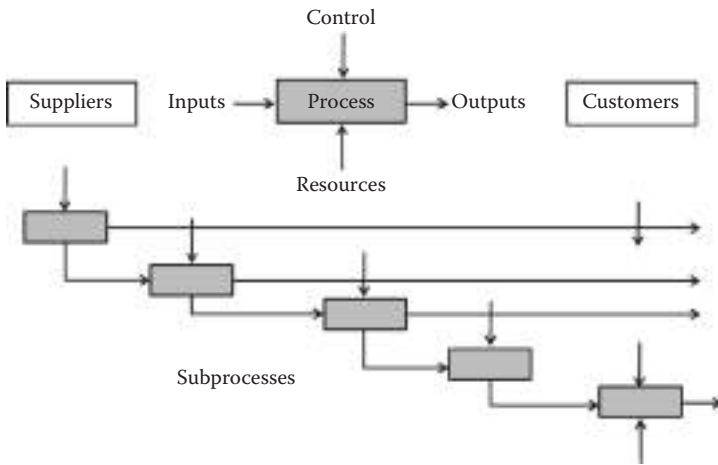 Control
Suppliers
Inputs
Process
Outputs
Customers
Resources
Subprocesses